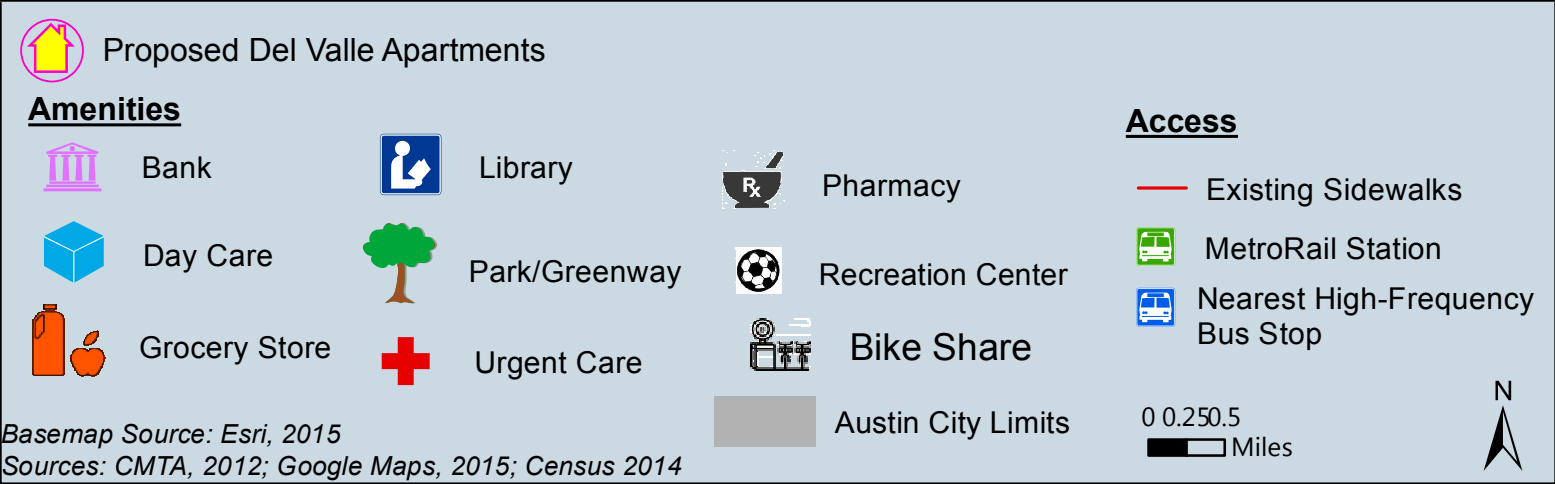 Proposed Del Valle Apartments
Amenities
Bank
Day Care
Grocery Store
Library
Park/Greenway
Urgent Care
Rx
Pharmacy
Recreation Center
Bike Share
Austin City Limits
Access
Existing Sidewalks
MetroRail Station
Nearest High-Frequency
Bus Stop
0 0.250.5
Miles
N
Basemap Source: Esri, 2015
Sources: CMTA, 2012; Google Maps, 2015; Census 2014